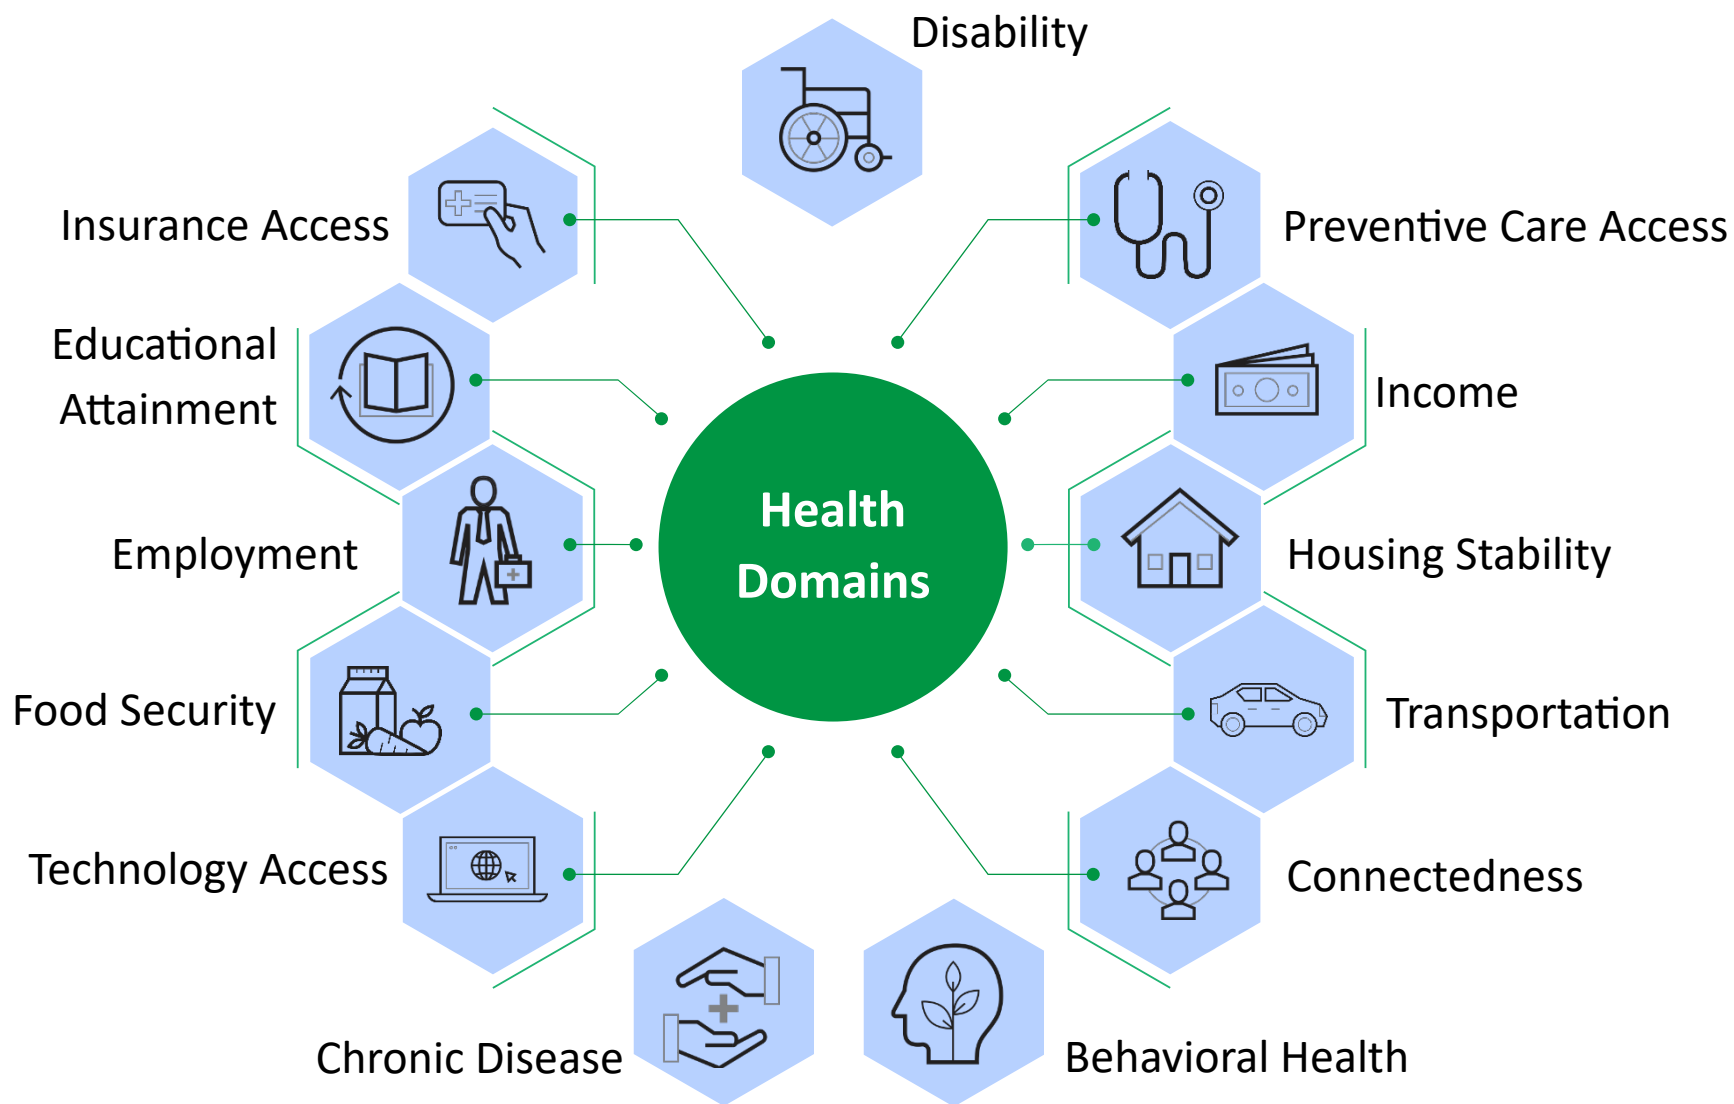 Disability
Insurance Access
Preventive Care Access
Educational
Attainment
Income
Health
Domains
Employment
Housing Stability
Food Security
Transportation
Technology Access
Connectedness
Chronic Disease
Behavioral Health